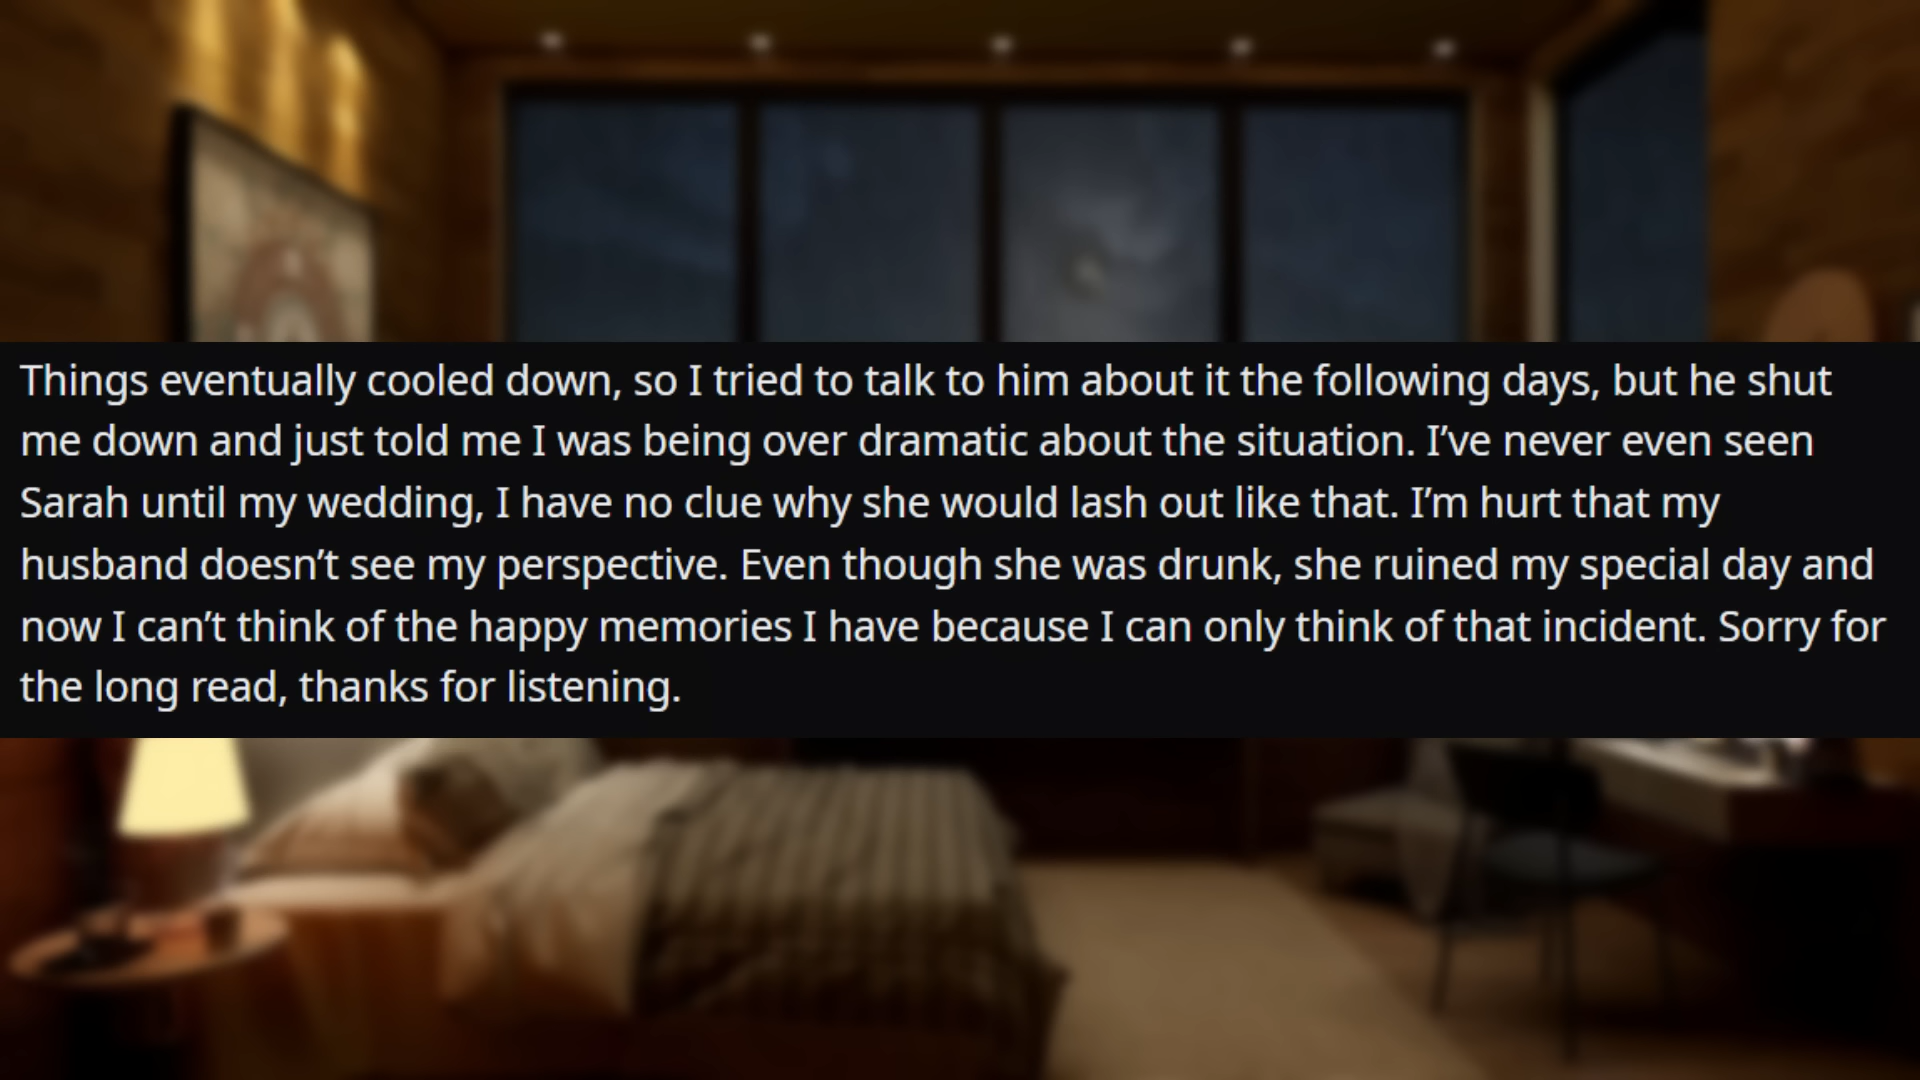 Things eventually cooled down, so I tried to talk to him about it the following days, but he shut
me down and just told me I was being over dramatic about the situation. I’ve never even seen
Sarah until my wedding, I have no clue why she would lash out like that. I’m hurt that my
husband doesn’t see my perspective. Even though she was drunk, she ruined my special day and
now I can’t think of the happy memories I have because I can only think of that incident. Sorry for
the long read, thanks for listening.